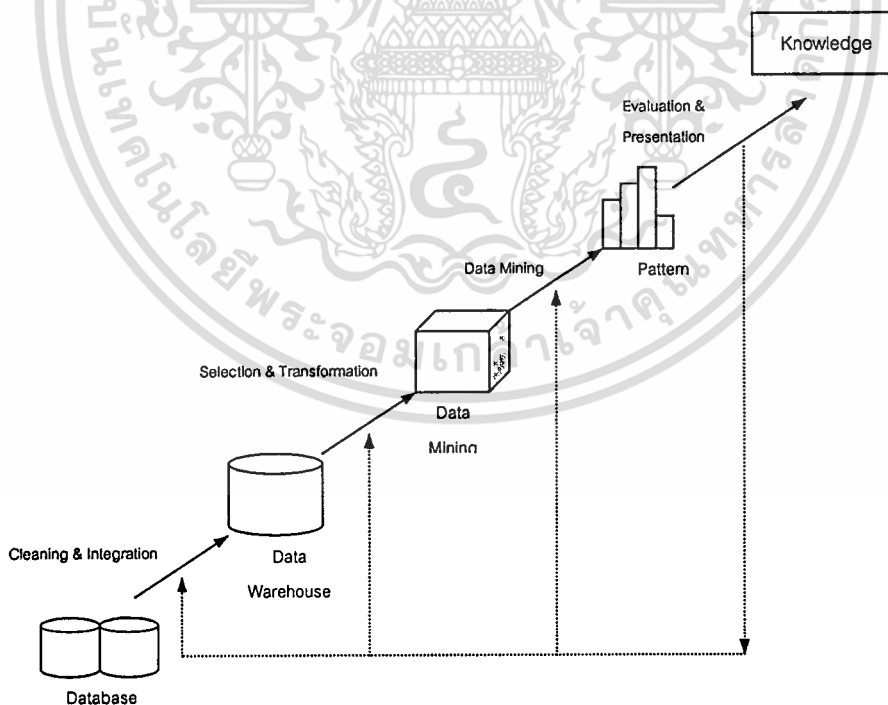 Knowledge
Evaluation &
Presentation
Data Mining
Pattern
Selection & Transformation
Data
Mining
Cleaning & Integration
Data
Warehouse
Database